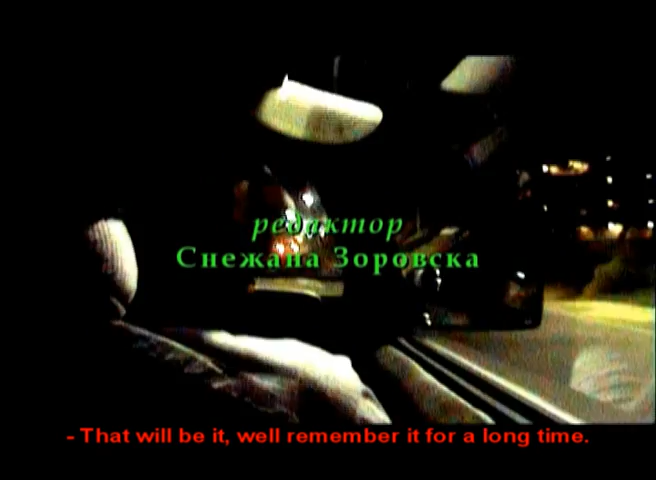 редактор
Снежана Зоровска
- That will be it, well remember it for a long time.